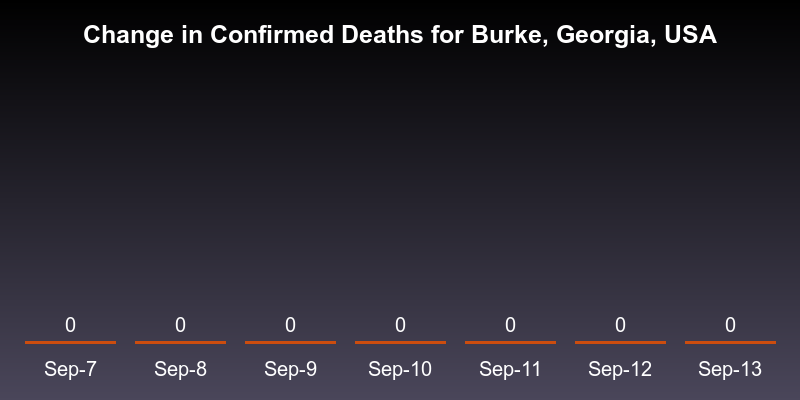 Change in Confirmed Deaths for Burke, Georgia, USA
0 0 0 0 0 0 0
Sep-7 Sep-8 Sep-9 Sep-10 Sep-11 Sep-12 Sep-13